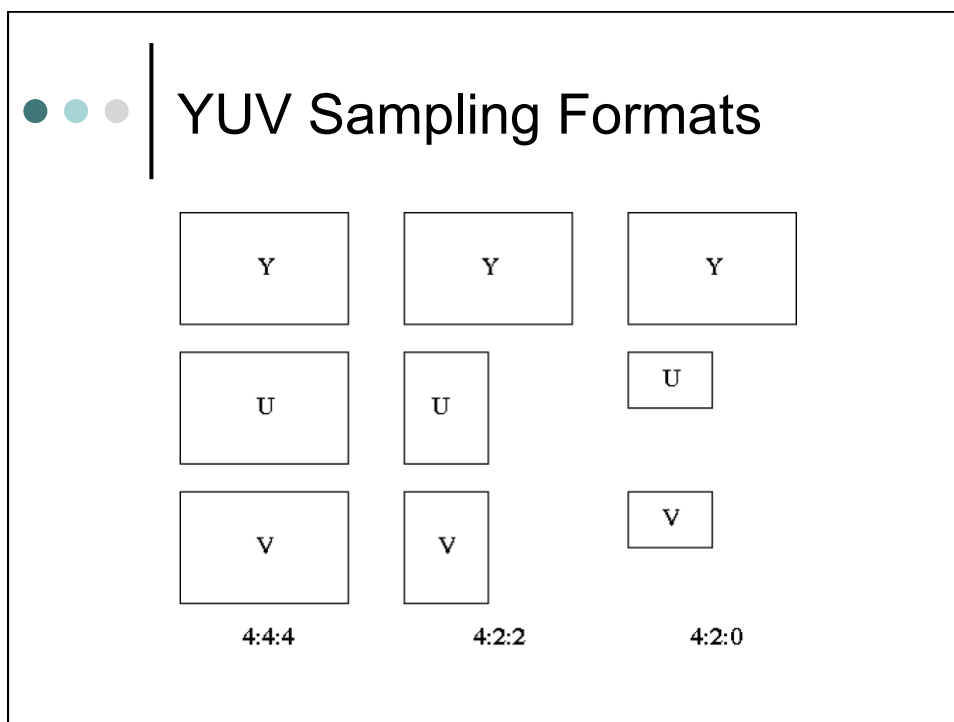 YUV Sampling Formats
Y Y Y
U U U
V V V
4:4:4 4:2:2 4:2:0